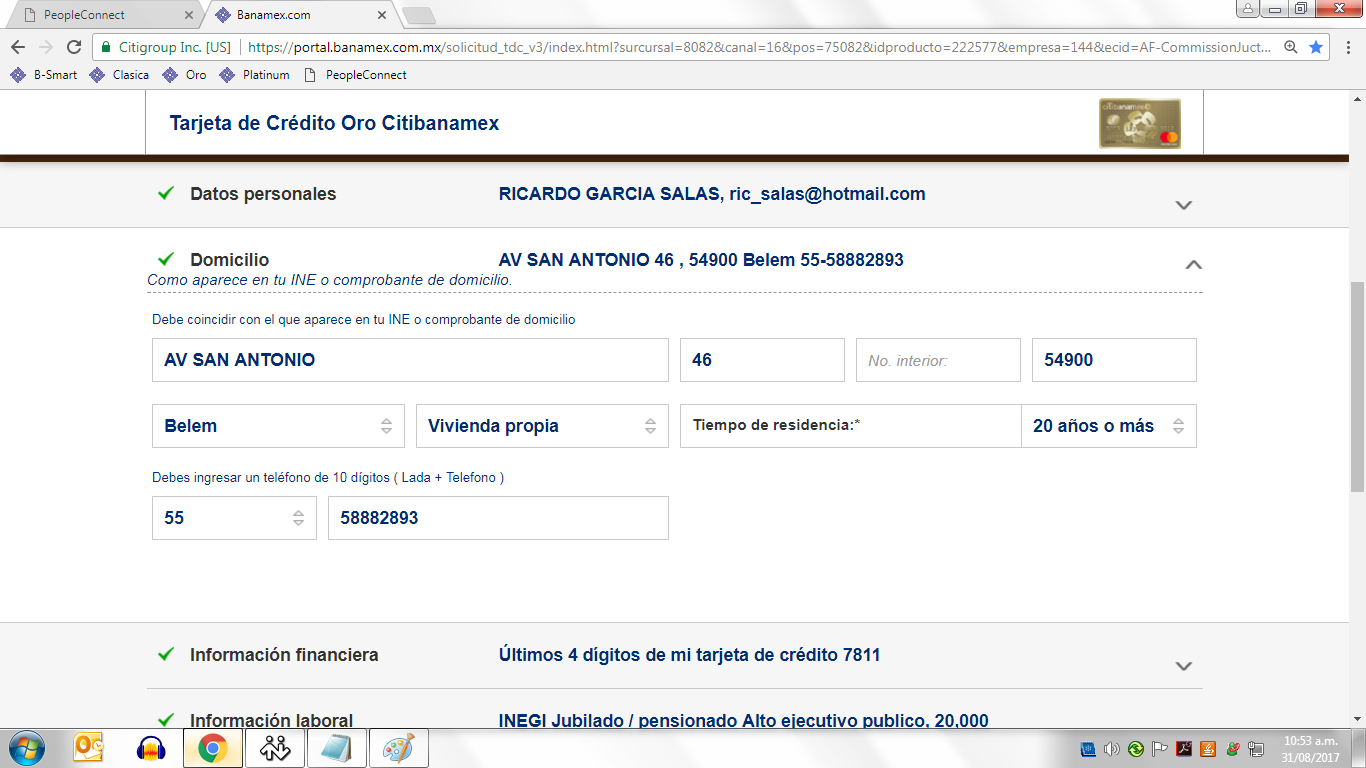 PeopleConnect
Banamex.com
Citigroup Inc. [US]
https://portal.banamex.com.mx/solicitud_tdc_v3/index.html?sursursal=8082&canal=16&pos=75082&idproducto=222577&empresa=144&ecid=AF-CommissionJuct...
B-Smart
Clasica
Oro
Platinum
PeopleConnect
Tarjeta de Crédito Oro Citibanamex
Datos personales
RICARDO GARCIA SALAS, ric_salas@hotmail.com
Domicilio
AV SAN ANTONIO 46 , 54900 Belem 55-58882893
Como aparece en tu INE o comprobante de domicilio.
Debe coincidir con el que aparece en tu INE o comprobante de domicilio
AV SAN ANTONIO
46
No. interior:
54900
Belem
Vivienda propia
Tiempo de residencia:*
20 años o más
Debes ingresar un teléfono de 10 dígitos ( Lada + Telefono )
55
58882893
Información financiera
Últimos 4 dígitos de mi tarjeta de crédito 7811
Información laboral
INEGI Jubilado / pensionado Alto ejecutivo publico, 20,000
10:53 a.m.
31/08/2017